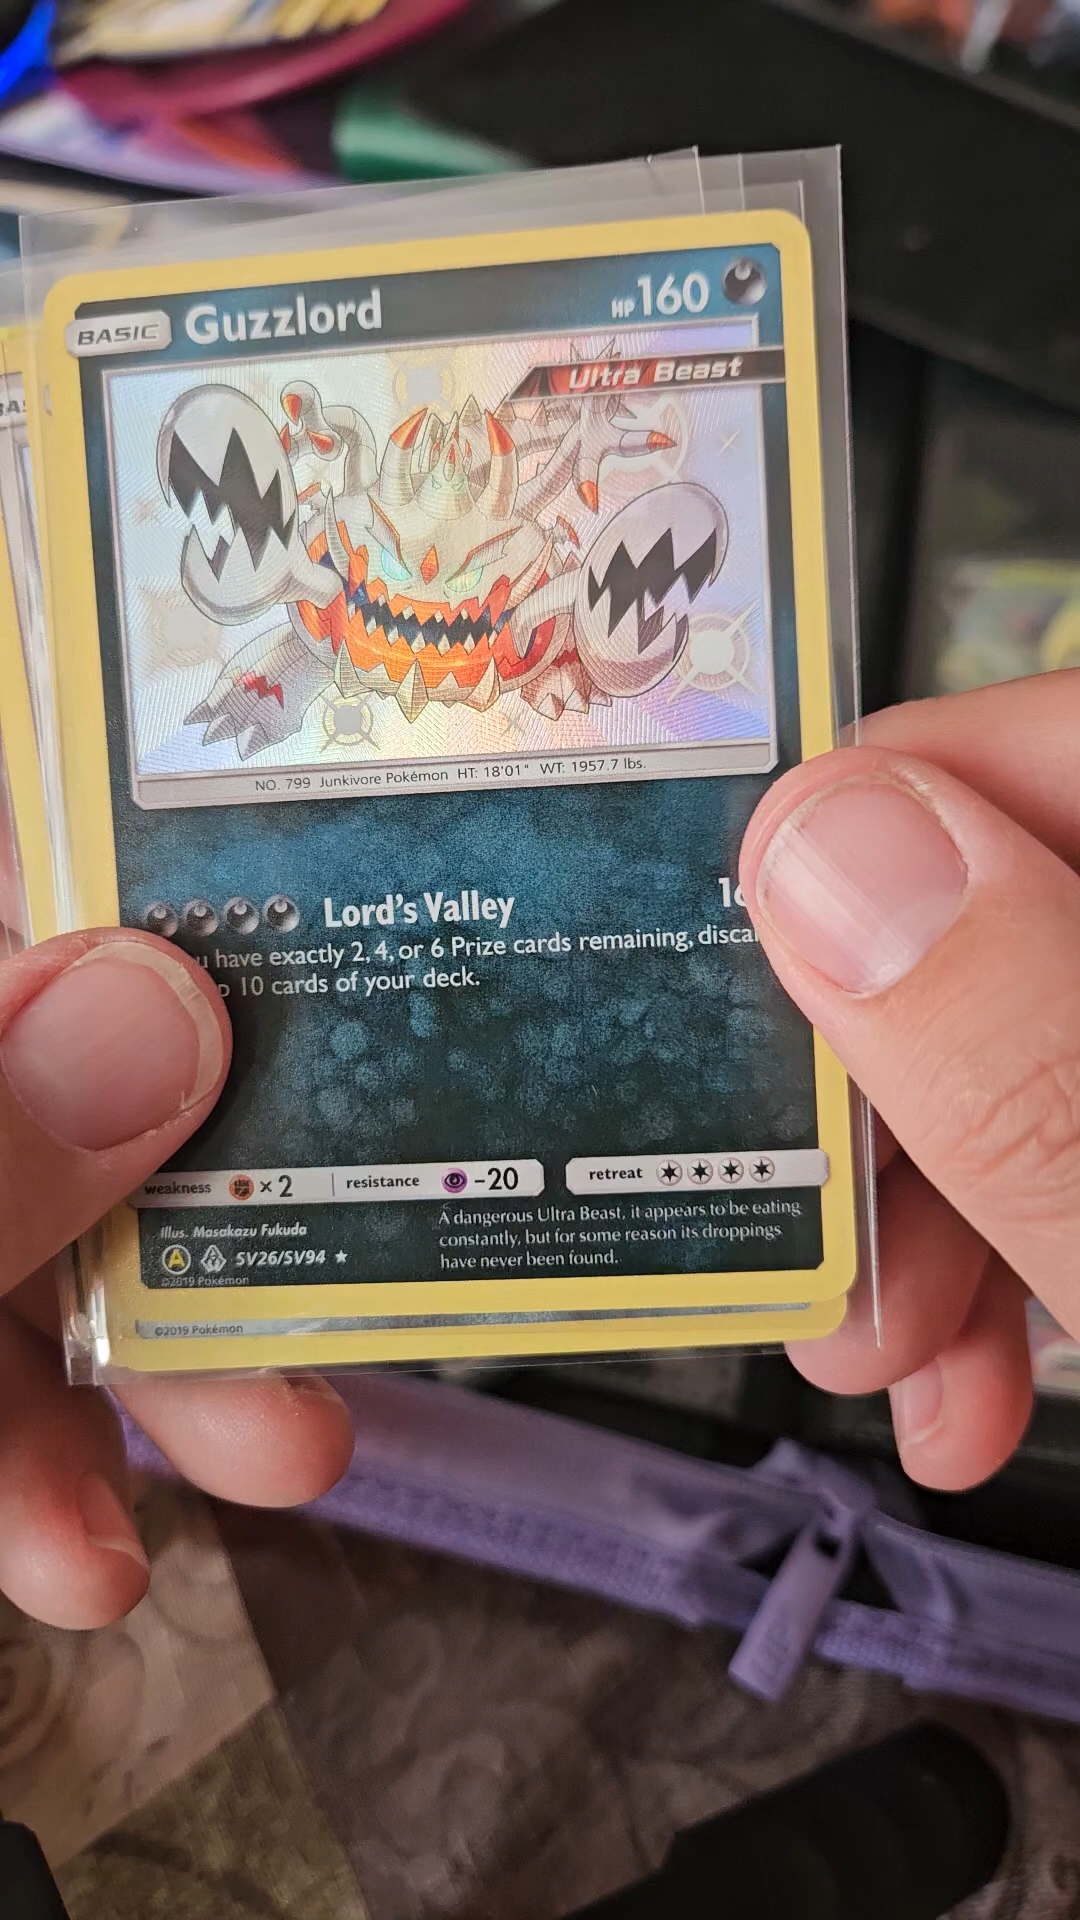 BASIC Guzzlord HP 160
Ultra Beast
NO. 799 Junkivore Pokémon HT: 18'01" WT: 1957.7 lbs.
Lord's Valley
have exactly 2, 4, or 6 Prize cards remaining,
10 cards of your deck.
weakness ×2 resistance -20 retreat
Illus. Masakazu Fukuda
A SV26/SV94 ★
©2019 Pokémon
A dangerous Ultra Beast, it appears to be eating
constantly, but for some reason its droppings
have never been found.
©2019 Pokémon